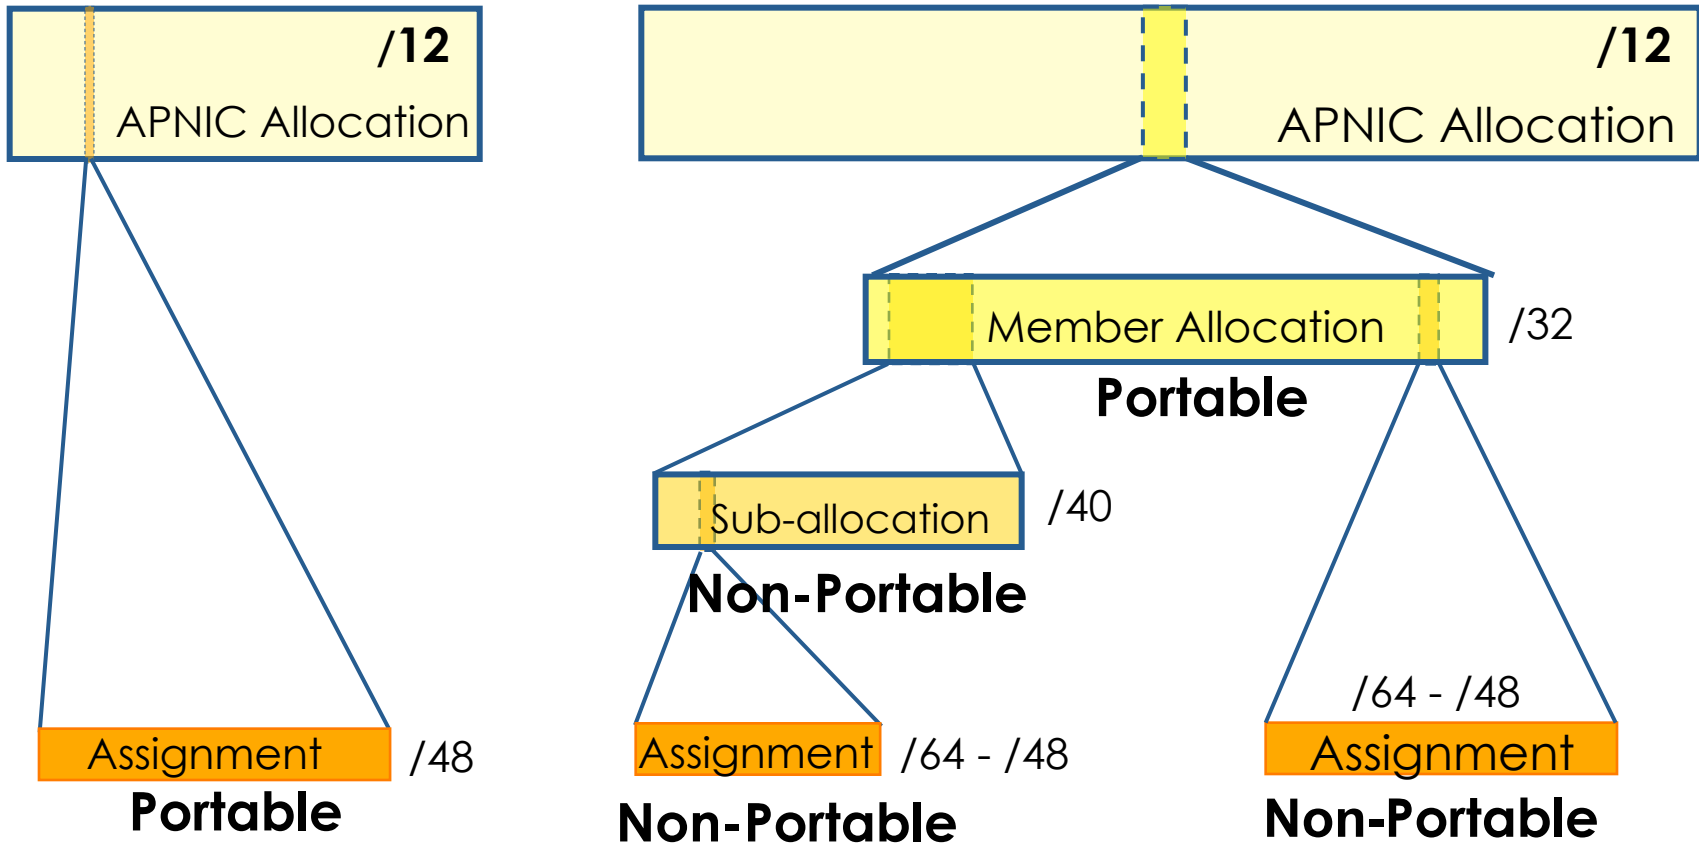 /12
APNIC Allocation
Assignment
/48
Portable
/12
APNIC Allocation
Member Allocation
/32
Portable
Sub-allocation
/40
Non-Portable
Assignment
/64 - /48
Non-Portable
/64 - /48
Assignment
Non-Portable